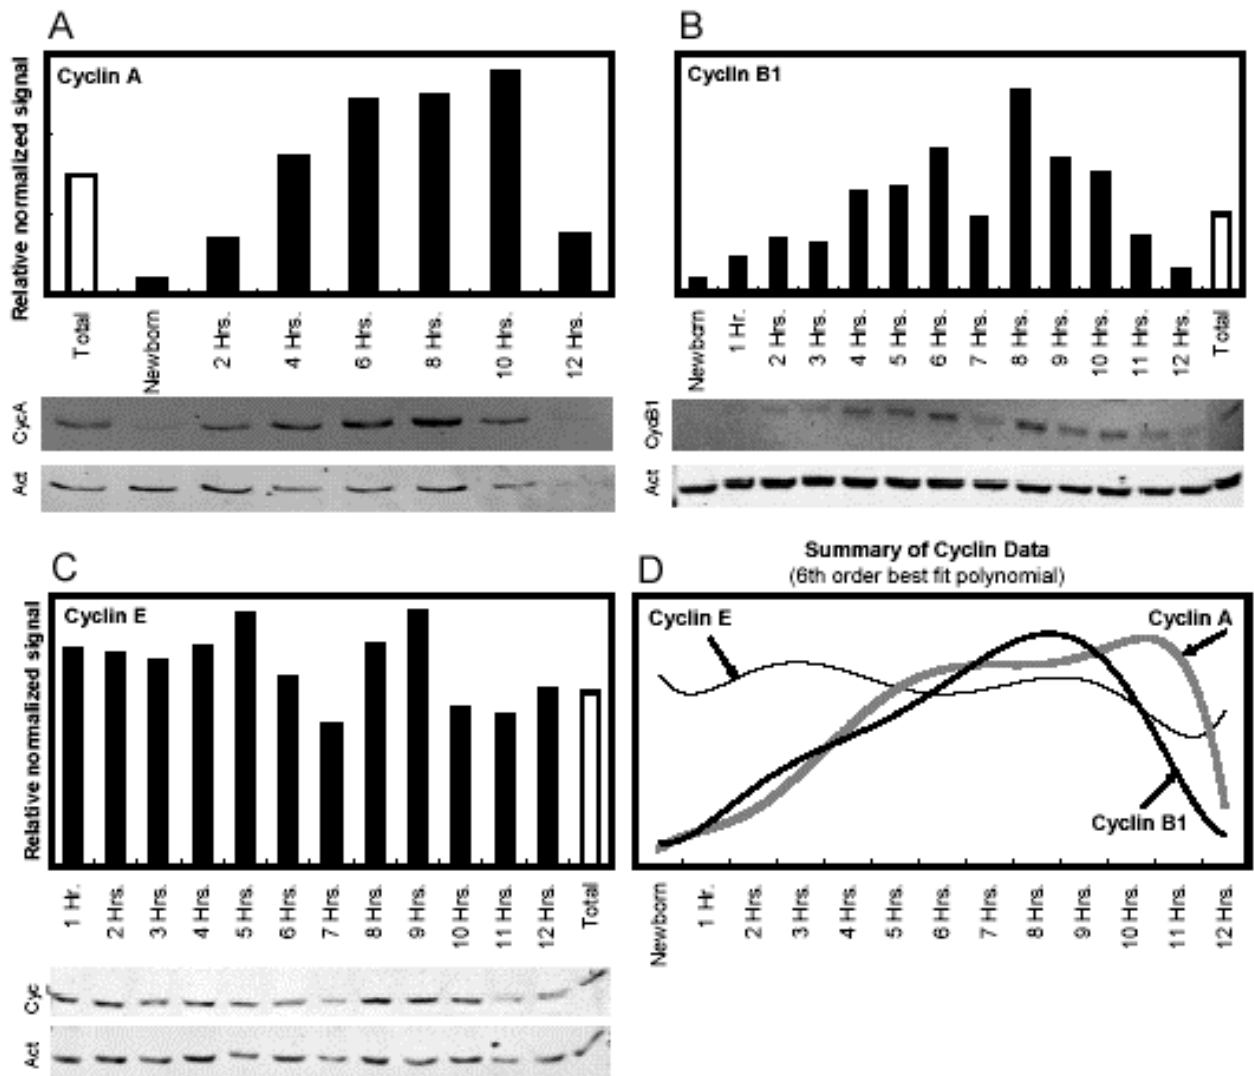 A
Cyclin A
Relative normalized signal
Total
Newborn
2 Hrs.
4 Hrs.
6 Hrs.
8 Hrs.
10 Hrs.
12 Hrs.
CycA
Act
B
Cyclin B1
Newborn
1 Hr.
2 Hrs.
3 Hrs.
4 Hrs.
5 Hrs.
6 Hrs.
7 Hrs.
8 Hrs.
9 Hrs.
10 Hrs.
11 Hrs.
12 Hrs.
Total
CycB1
Act
C
Cyclin E
Relative normalized signal
1 Hr.
2 Hrs.
3 Hrs.
4 Hrs.
5 Hrs.
6 Hrs.
7 Hrs.
8 Hrs.
9 Hrs.
10 Hrs.
11 Hrs.
12 Hrs.
Total
Cyc
Act
D
Summary of Cyclin Data
(6th order best fit polynomial)
Cyclin E
Cyclin A
Cyclin B1
Newborn
1 Hr.
2 Hrs.
3 Hrs.
4 Hrs.
5 Hrs.
6 Hrs.
7 Hrs.
8 Hrs.
9 Hrs.
10 Hrs.
11 Hrs.
12 Hrs.